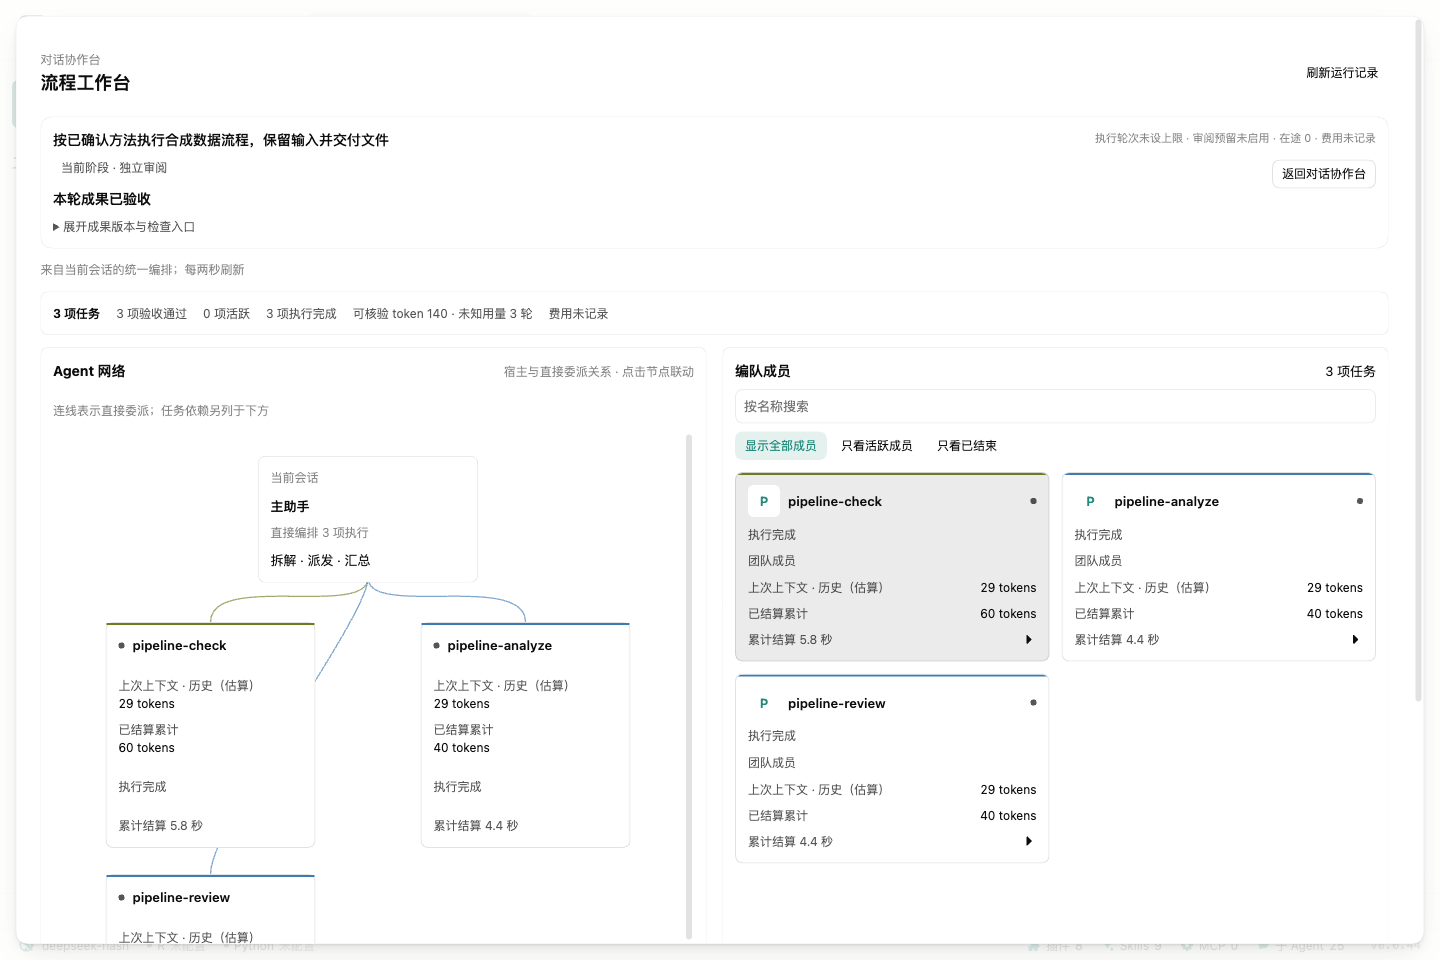 对话协作台
流程工作台
刷新运行记录
按已确认方法执行合成数据流程，保留输入并交付文件
执行轮次未设上限 · 审阅预留未启用 · 在途 0 · 费用未记录
当前阶段 · 独立审阅
返回对话协作台
本轮成果已验收
展开成果版本与检查入口
来自当前会话的统一编排；每两秒刷新
3 项任务 3 项验收通过 0 项活跃 3 项执行完成 可核验 token 140 · 未知用量 3 轮 费用未记录
Agent 网络
宿主与直接委派关系 · 点击节点联动
连线表示直接委派；任务依赖另列于下方
当前会话
主助手
直接编排 3 项执行
拆解 · 派发 · 汇总
pipeline-check
上次上下文 · 历史（估算）
29 tokens
已结算累计
60 tokens
执行完成
累计结算 5.8 秒
pipeline-analyze
上次上下文 · 历史（估算）
29 tokens
已结算累计
40 tokens
执行完成
累计结算 4.4 秒
pipeline-review
上次上下文 · 历史（估算）
编队成员
3 项任务
按名称搜索
显示全部成员 只看活跃成员 只看已结束
P pipeline-check
执行完成
团队成员
上次上下文 · 历史（估算） 29 tokens
已结算累计 60 tokens
累计结算 5.8 秒
P pipeline-analyze
执行完成
团队成员
上次上下文 · 历史（估算） 29 tokens
已结算累计 40 tokens
累计结算 4.4 秒
P pipeline-review
执行完成
团队成员
上次上下文 · 历史（估算） 29 tokens
已结算累计 40 tokens
累计结算 4.4 秒
插件 8 Skills 9 MCP 0 子 Agent 25